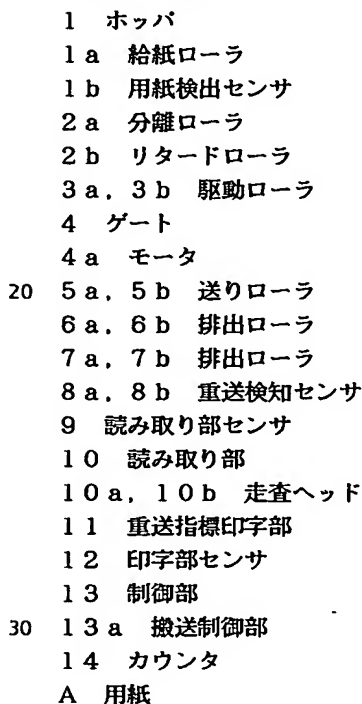 1 ホッパ
1a 給紙ローラ
1b 用紙検出センサ
2a 分離ローラ
2b リタードローラ
3a，3b 駆動ローラ
4 ゲート
4a モータ
20 5a，5b 送りローラ
6a，6b 排出ローラ
7a，7b 排出ローラ
8a，8b 重送検知センサ
9 読み取り部センサ
10 読み取り部
10a，10b 走査ヘッド
11 重送指標印字部
12 印字部センサ
13 制御部
30 13a 搬送制御部
14 カウンタ
A 用紙